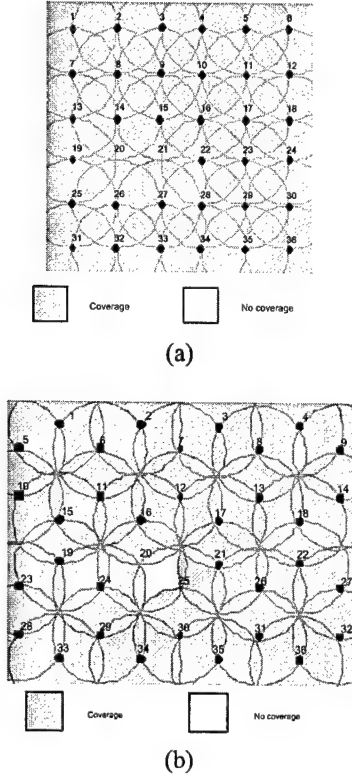 1 2 3 4 5 6
7 8 9 10 11 12
13 14 15 16 17 18
19 20 21 22 23 24
25 26 27 28 29 30
31 32 33 34 35 36
Coverage No coverage
(a)
1 2 3 4
5 6 7 8 9
10 11 12 13 14
15 16 17 18
19 20 21 22
23 24 25 26 27
28 29 30 31 32
33 34 35 36
Coverage No coverage
(b)